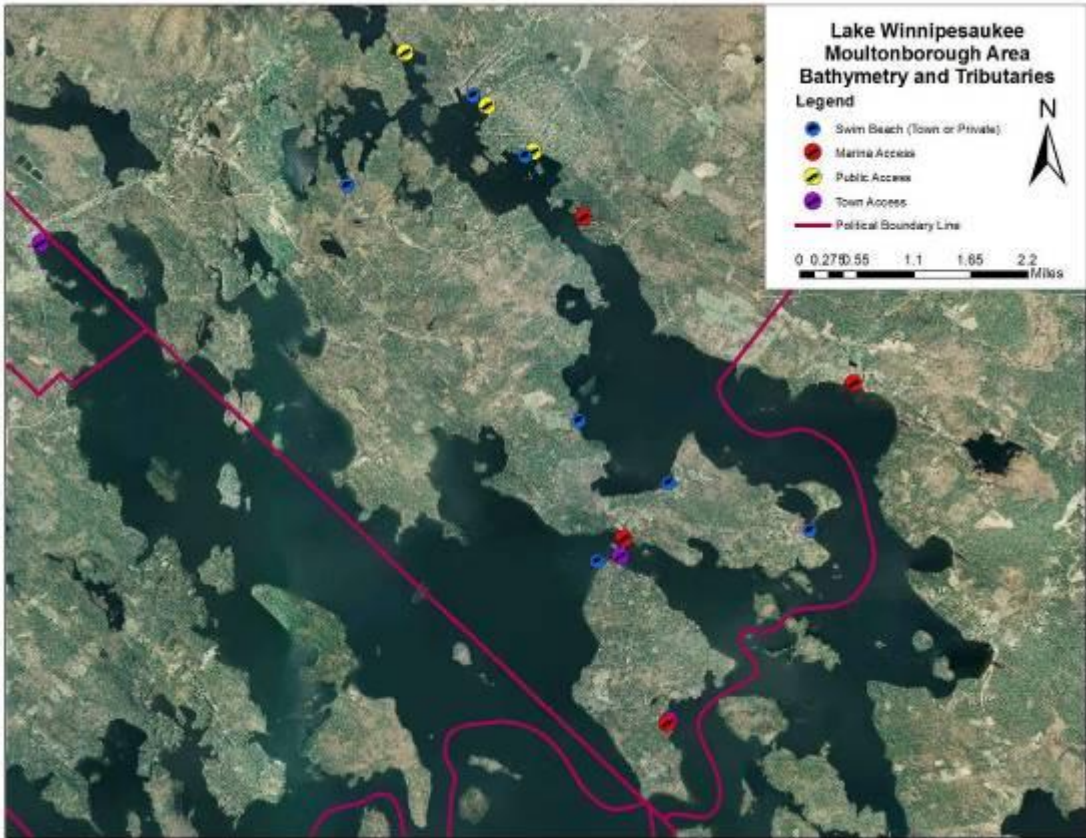 Lake Winnipesaukee
Moultonborough Area
Bathymetry and Tributaries
Legend
N
Swim Beach (Town or Private)
Marina Access
Public Access
Town Access
Political Boundary Line
0 0.275 0.55 1.1 1.65 2.2
Miles